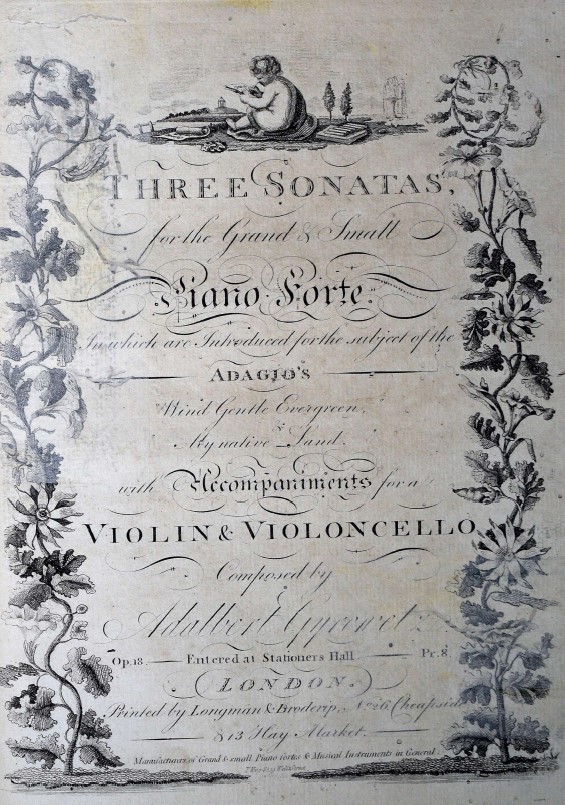 THREE SONATAS,
for the Grand & Small
Piano Forte.
In which are Introduced for the subject of the
ADAGIO'S
Wind Gentle Evergreen,
& My native Land.
with Accompaniments for a
VIOLIN & VIOLONCELLO
Composed by
Adalbert Gyrowetz
Op. 18 Entered at Stationers Hall Pr. 8
LONDON.
Printed by Longman & Broderip, No. 26 Cheapside
& 13 Hay Market.
Manufacturers of Grand & small Piano fortes & Musical Instruments in General.